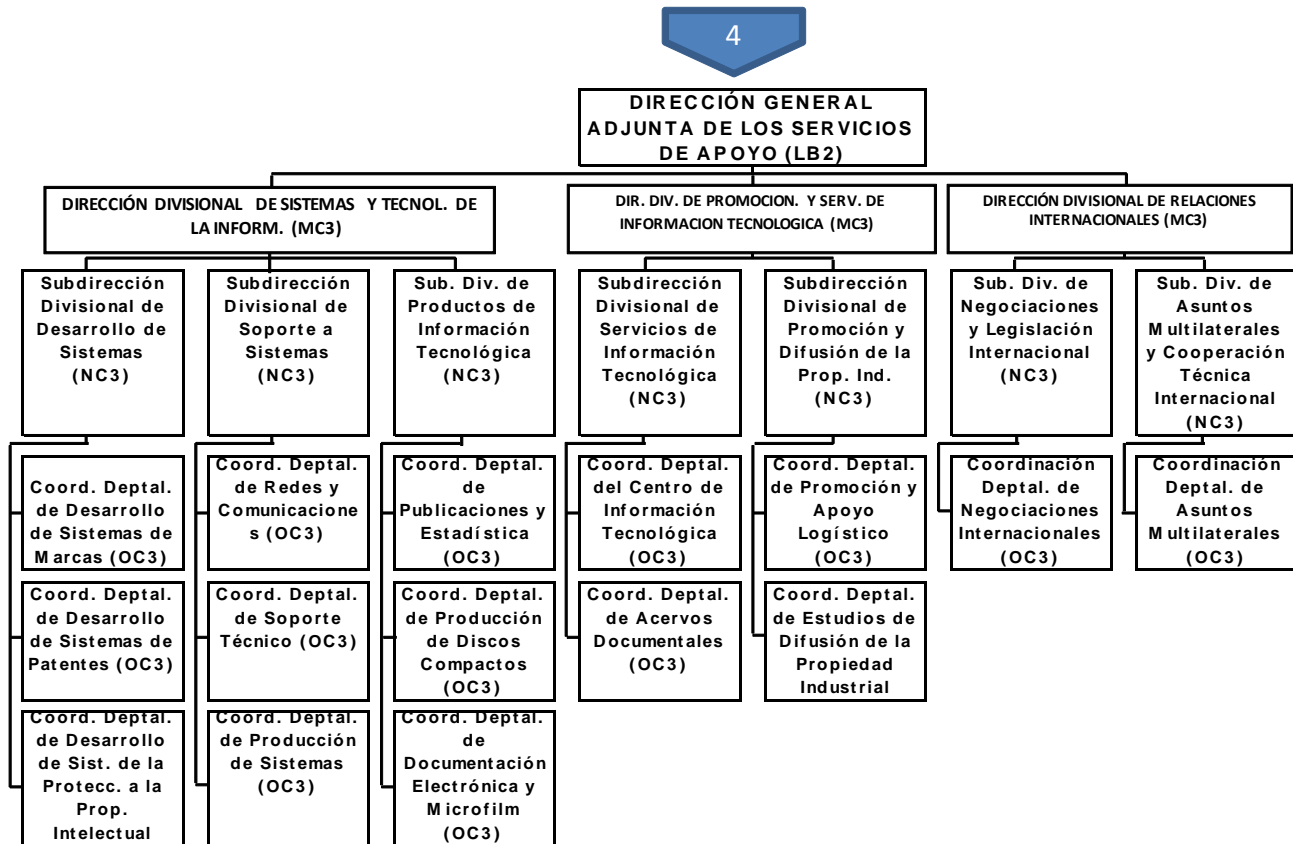 4
DIRECCIÓN GENERAL
ADJUNTA DE LOS SERVICIOS
DE APOYO (LB2)
DIRECCIÓN DIVISIONAL DE SISTEMAS Y TECNOL. DE
LA INFORM. (MC3)
DIR. DIV. DE PROMOCION. Y SERV. DE
INFORMACION TECNOLOGICA (MC3)
DIRECCIÓN DIVISIONAL DE RELACIONES
INTERNACIONALES (MC3)
Subdirección
Divisional de
Desarrollo de
Sistemas
(NC3)
Subdirección
Divisional de
Soporte a
Sistemas
(NC3)
Sub. Div. de
Productos de
Información
Tecnológica
(NC3)
Subdirección
Divisional de
Servicios de
Información
Tecnológica
(NC3)
Subdirección
Divisional de
Promoción y
Difusión de la
Prop. Ind.
(NC3)
Sub. Div. de
Negociaciones
y Legislación
Internacional
(NC3)
Sub. Div. de
Asuntos
Multilaterales
y Cooperación
Técnica
Internacional
(NC3)
Coord. Deptal.
de Desarrollo
de Sistemas de
Marcas (OC3)
Coord. Deptal.
de Redes y
Comunicacione
s (OC3)
Coord. Deptal.
de
Publicaciones y
Estadística
(OC3)
Coord. Deptal.
del Centro de
Información
Tecnológica
(OC3)
Coord. Deptal.
de Promoción y
Apoyo
Logístico
(OC3)
Coordinación
Deptal. de
Negociaciones
Internacionales
(OC3)
Coordinación
Deptal. de
Asuntos
Multilaterales
(OC3)
Coord. Deptal.
de Desarrollo
de Sistemas de
Patentes (OC3)
Coord. Deptal.
de Soporte
Técnico (OC3)
Coord. Deptal.
de Producción
de Discos
Compactos
(OC3)
Coord. Deptal.
de Acervos
Documentales
(OC3)
Coord. Deptal.
de Estudios de
Difusión de la
Propiedad
Industrial
Coord. Deptal.
de Desarrollo
de Sist. de la
Protecc. a la
Prop.
Intelectual
Coord. Deptal.
de Producción
de Sistemas
(OC3)
Coord. Deptal.
de
Documentación
Electrónica y
Microfilm
(OC3)